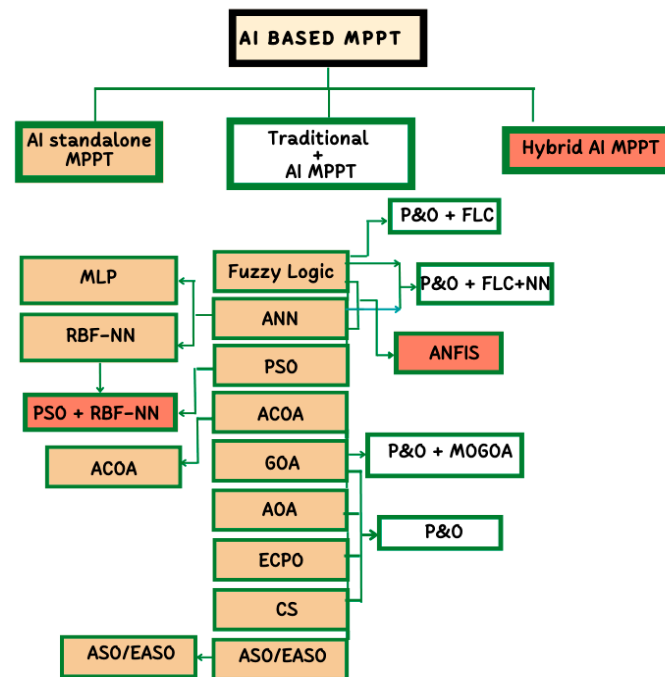 AI BASED MPPT
AI standalone
MPPT
Traditional
+
AI MPPT
Hybrid AI MPPT
P&O + FLC
Fuzzy Logic
MLP
P&O + FLC+NN
ANN
RBF-NN
ANFIS
PSO
PSO + RBF-NN
ACOA
P&O + MOGOA
GOA
ACOA
AOA
P&O
ECPO
CS
ASO/EASO
ASO/EASO